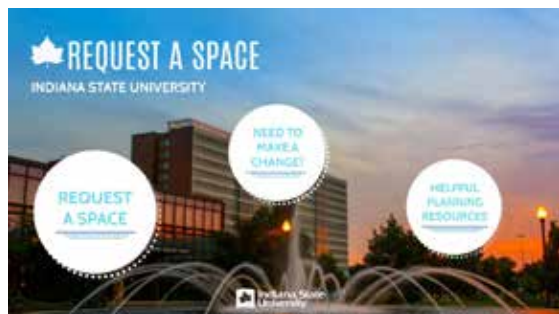 REQUEST A SPACE
INDIANA STATE UNIVERSITY
NEED TO
MAKE A
CHANGE?
REQUEST
A SPACE
HELPFUL
PLANNING
RESOURCES
Indiana State
University